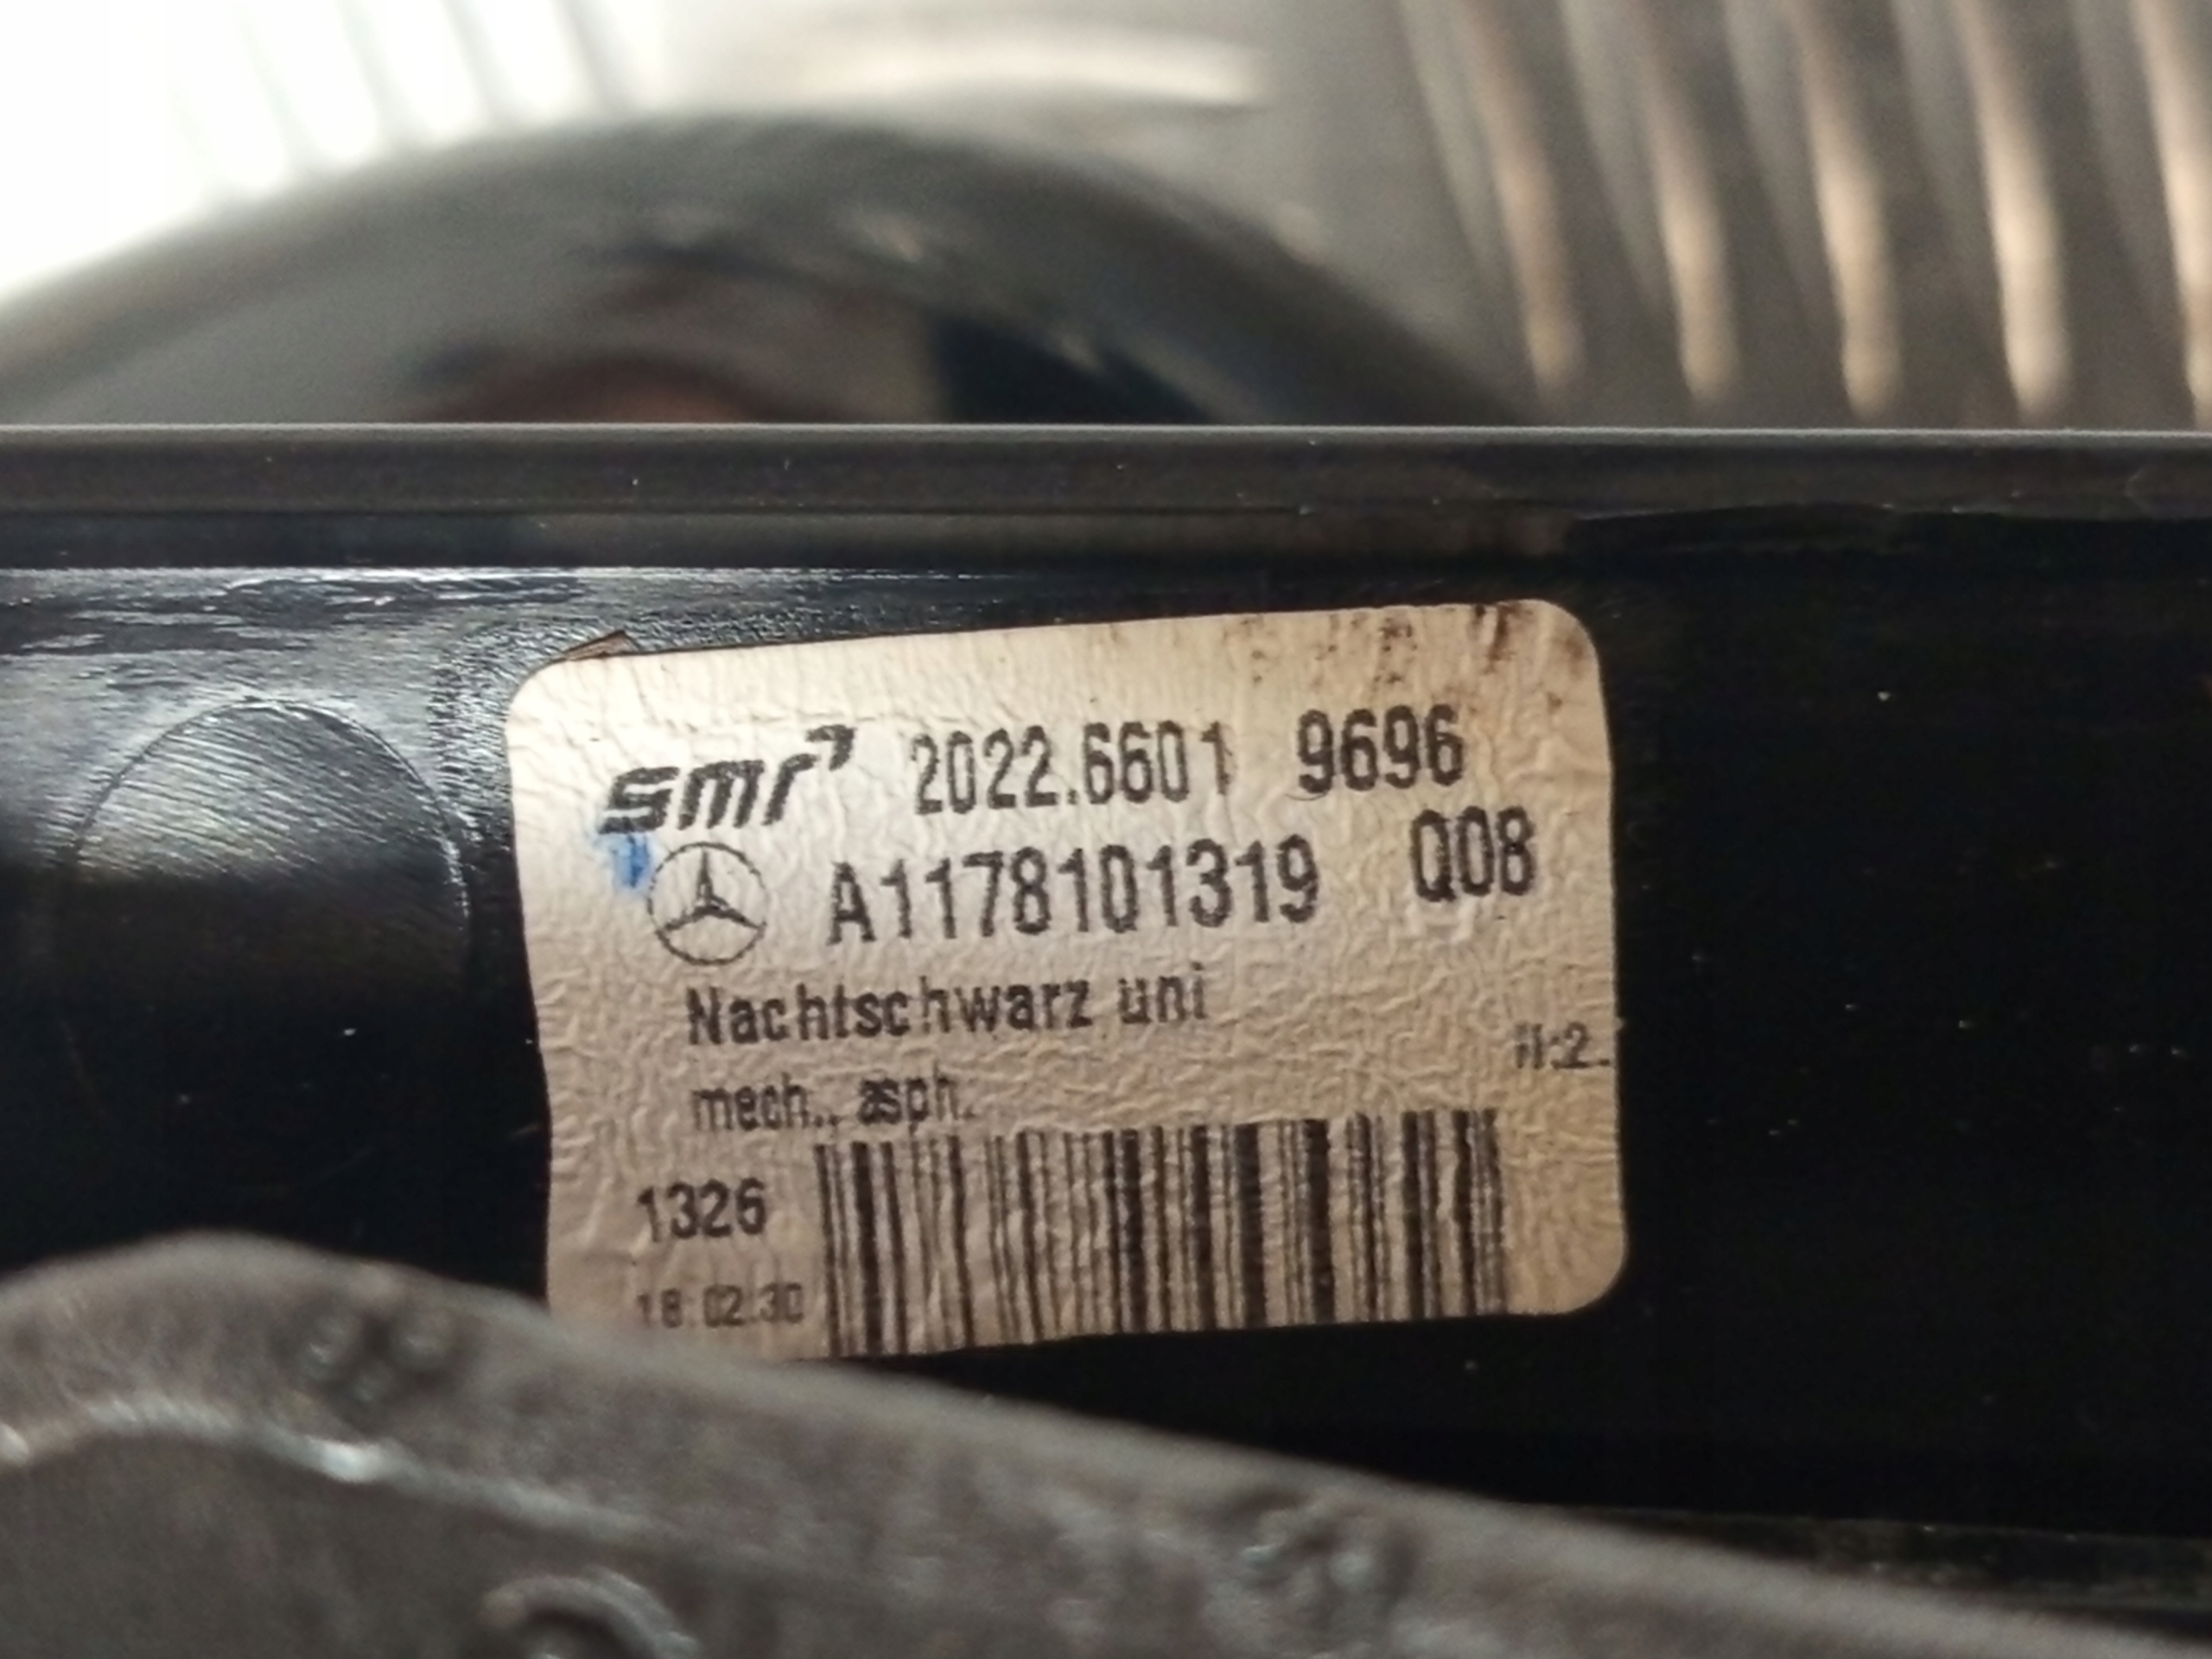 smr 2022.6601 9696
A1178101319 Q08
Nachtschwarz uni
mech., asph.
1326
18:02:30